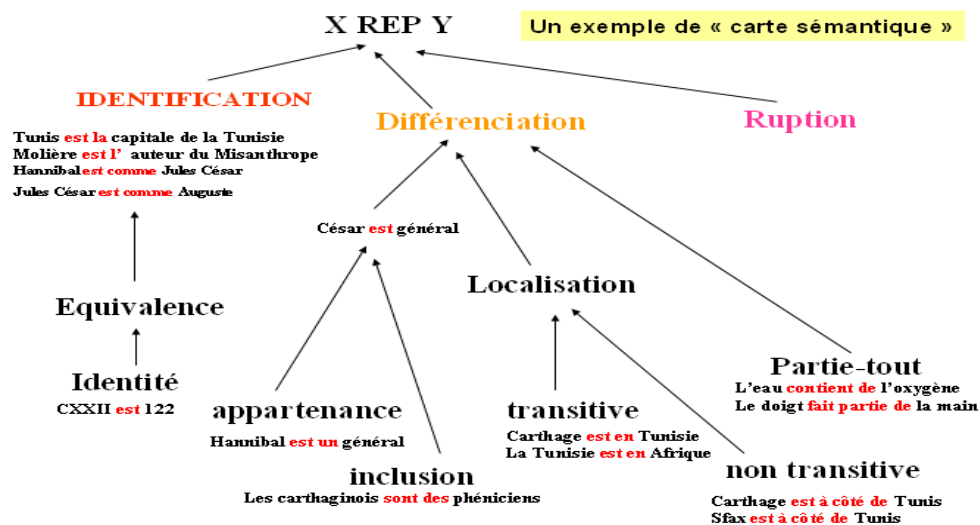 X REP Y
Un exemple de « carte sémantique »
IDENTIFICATION
Différenciation
Ruption
Tunis est la capitale de la Tunisie
Molière est l' auteur du Misanthrope
Hannibal est comme Jules César
Jules César est comme Auguste
César est général
Localisation
Equivalence
Identité
CXXII est 122
appartenance
Hannibal est un général
inclusion
Les carthaginois sont des phéniciens
transitive
Carthage est en Tunisie
La Tunisie est en Afrique
Partie-tout
L'eau contient de l'oxygène
Le doigt fait partie de la main
non transitive
Carthage est à côté de Tunis
Sfax est à côté de Tunis